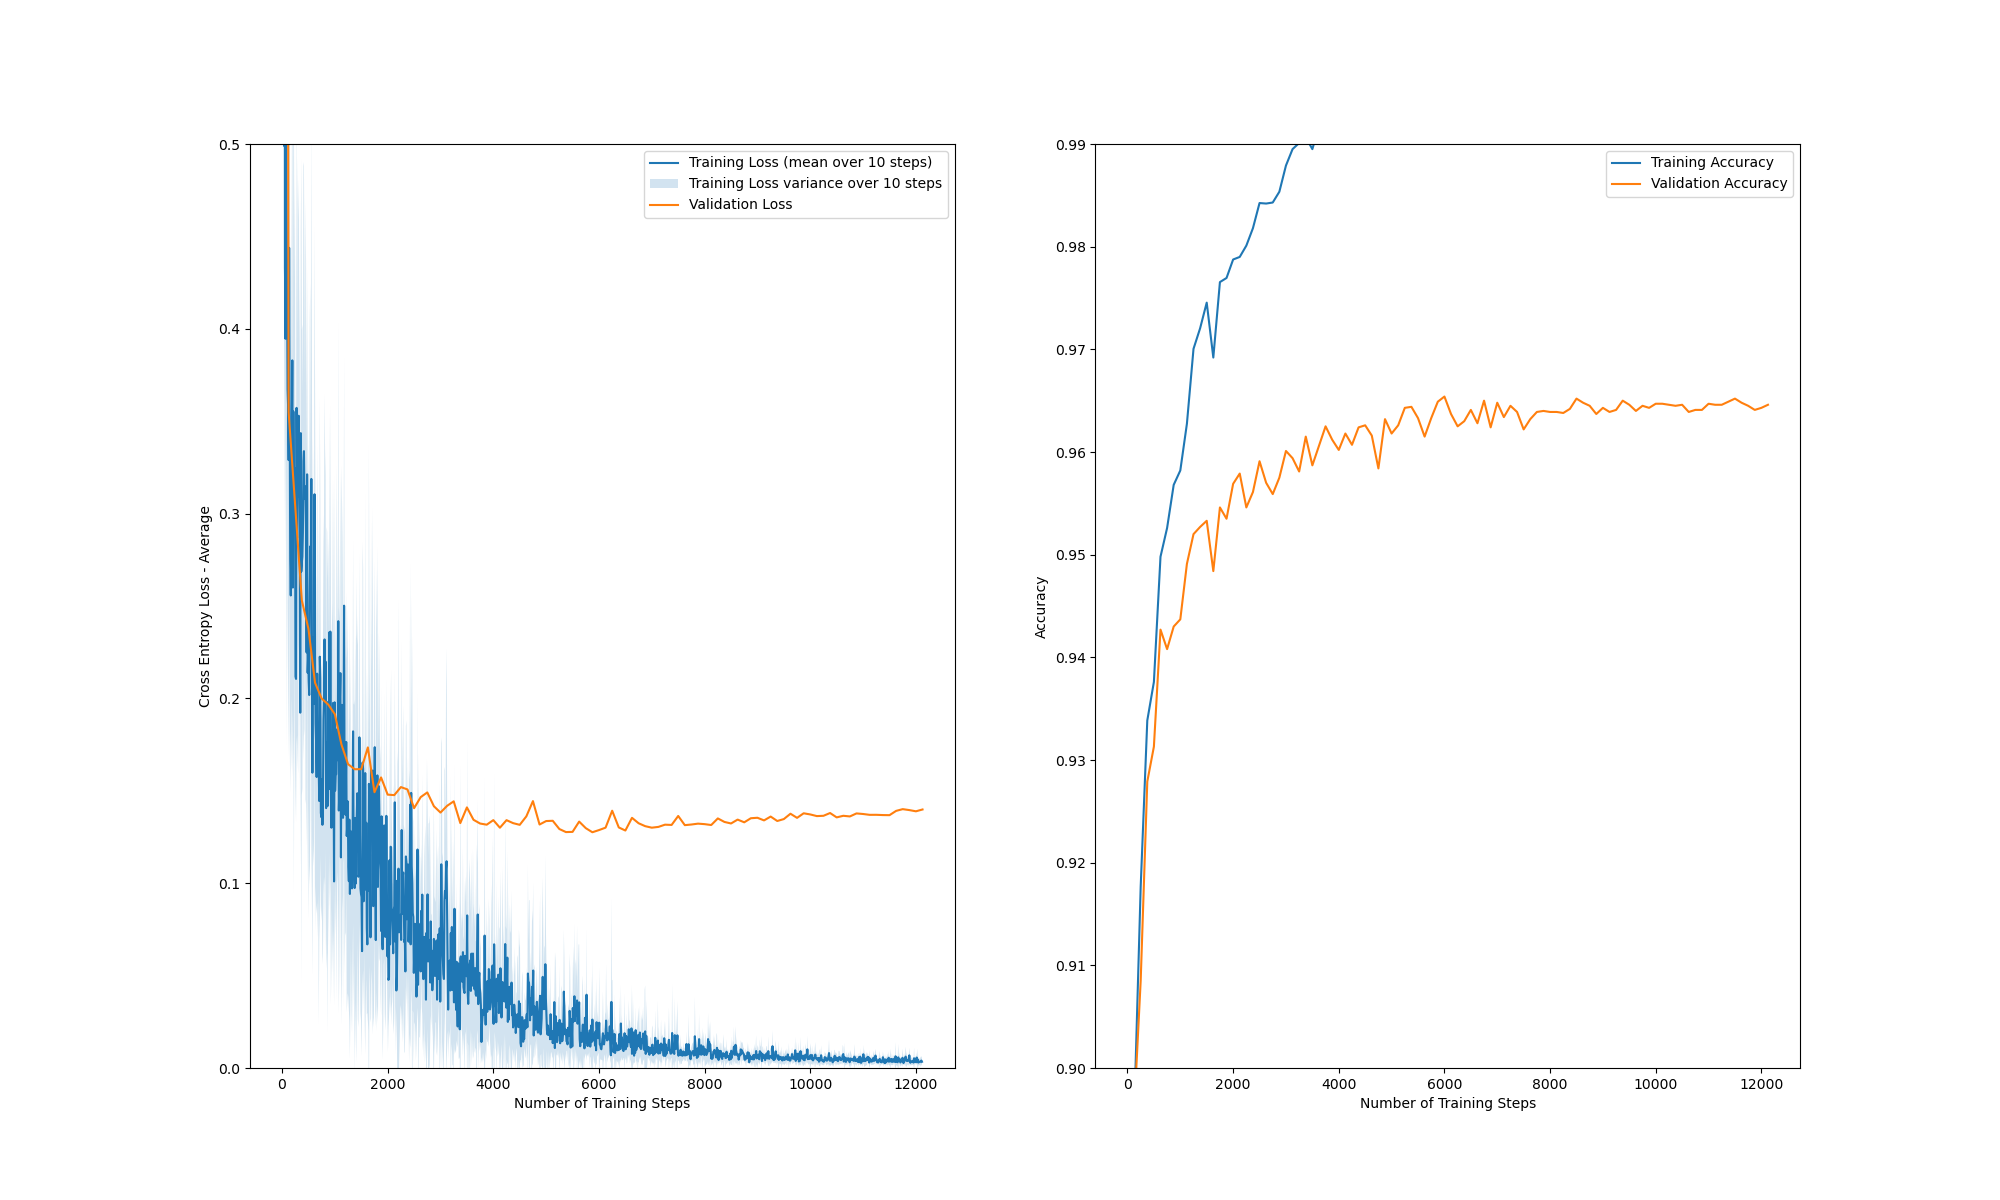 0.5
0.4
0.3
0.2
0.1
0.0
Cross Entropy Loss - Average
Training Loss (mean over 10 steps)
Training Loss variance over 10 steps
Validation Loss
0 2000 4000 6000 8000 10000 12000
Number of Training Steps
0.99
0.98
0.97
0.96
0.95
0.94
0.93
0.92
0.91
0.90
Accuracy
Training Accuracy
Validation Accuracy
0 2000 4000 6000 8000 10000 12000
Number of Training Steps